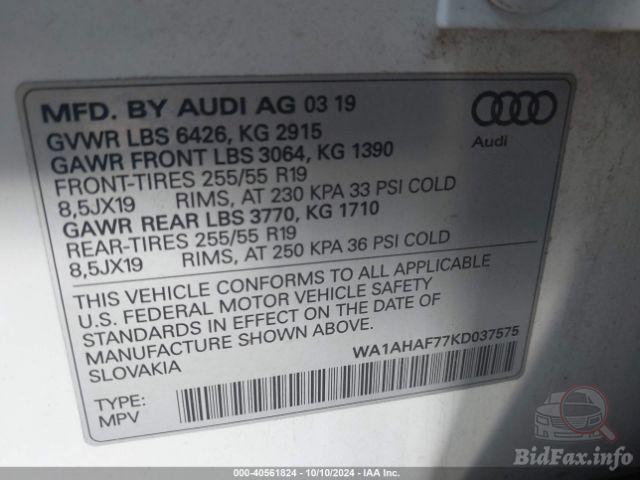 MFD. BY AUDI AG 03 19
GVWR LBS 6426, KG 2915
GAWR FRONT LBS 3064, KG 1390
FRONT-TIRES 255/55 R19
8,5JX19 RIMS, AT 230 KPA 33 PSI COLD
GAWR REAR LBS 3770, KG 1710
REAR-TIRES 255/55 R19
8,5JX19 RIMS, AT 250 KPA 36 PSI COLD
Audi
THIS VEHICLE CONFORMS TO ALL APPLICABLE
U.S. FEDERAL MOTOR VEHICLE SAFETY
STANDARDS IN EFFECT ON THE DATE OF
MANUFACTURE SHOWN ABOVE.
SLOVAKIA
WA1AHAF77KD037575
TYPE:
MPV
BidFax.info
000-40561824 - 10/10/2024 - IAA Inc.